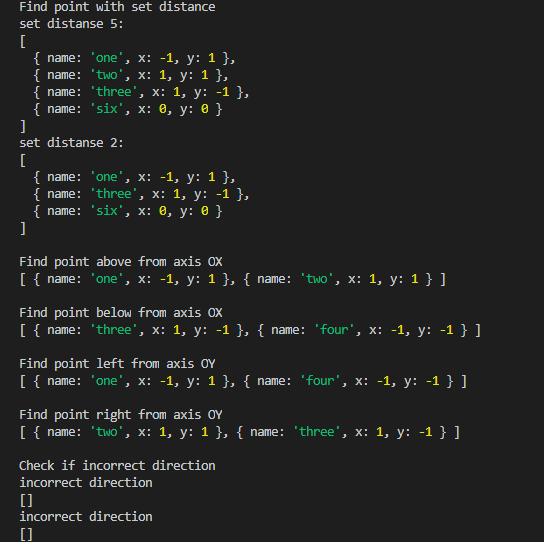 Find point with set distance
set distanse 5:
[
  { name: 'one', x: -1, y: 1 },
  { name: 'two', x: 1, y: 1 },
  { name: 'three', x: 1, y: -1 },
  { name: 'six', x: 0, y: 0 }
]
set distanse 2:
[
  { name: 'one', x: -1, y: 1 },
  { name: 'three', x: 1, y: -1 },
  { name: 'six', x: 0, y: 0 }
]

Find point above from axis OX
[ { name: 'one', x: -1, y: 1 }, { name: 'two', x: 1, y: 1 } ]

Find point below from axis OX
[ { name: 'three', x: 1, y: -1 }, { name: 'four', x: -1, y: -1 } ]

Find point left from axis OY
[ { name: 'one', x: -1, y: 1 }, { name: 'four', x: -1, y: -1 } ]

Find point right from axis OY
[ { name: 'two', x: 1, y: 1 }, { name: 'three', x: 1, y: -1 } ]

Check if incorrect direction
incorrect direction
[]
incorrect direction
[]